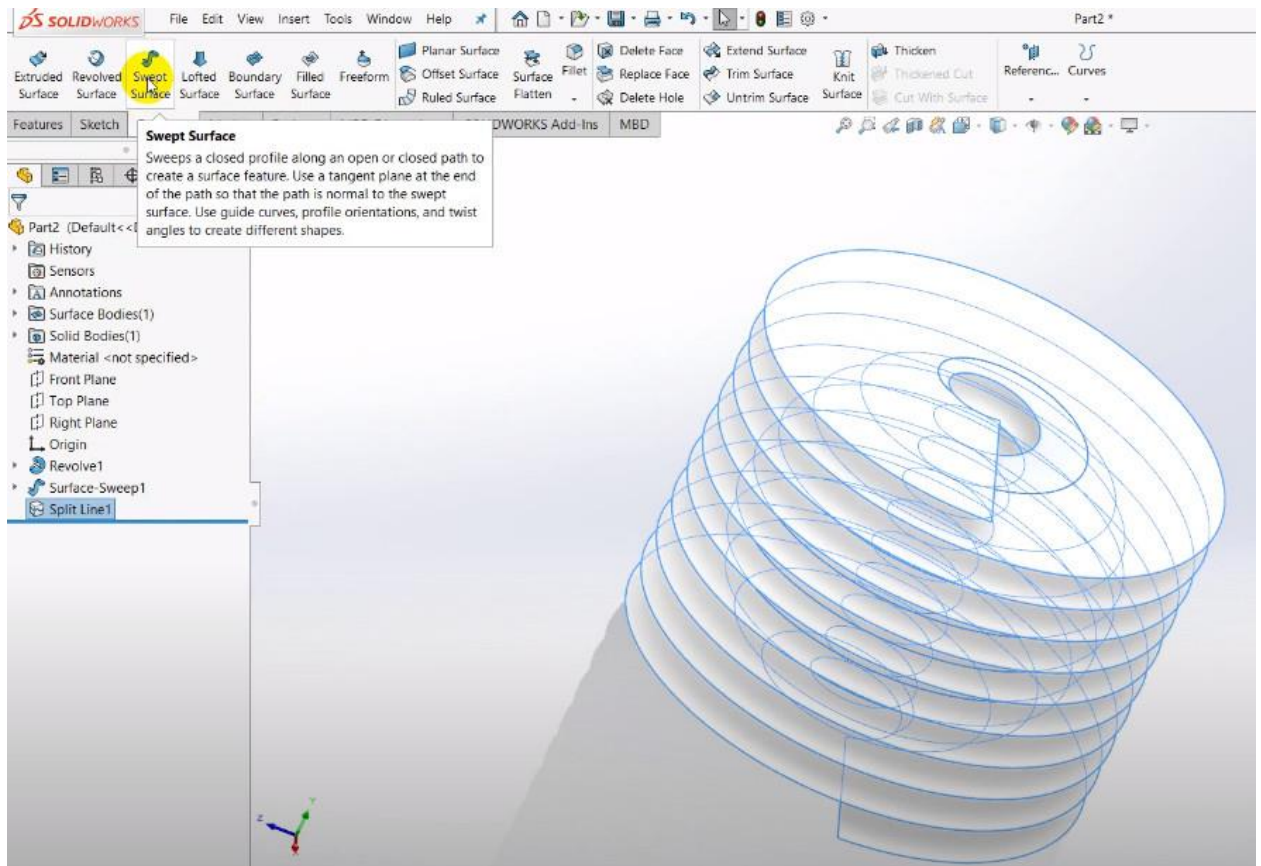 SOLIDWORKS File Edit View Insert Tools Window Help Part2 *
Extruded Surface
Revolved Surface
Swept Surface
Lofted Surface
Boundary Surface
Filled Surface
Freeform
Planar Surface
Offset Surface
Ruled Surface
Surface Flatten
Fillet
Delete Face
Replace Face
Delete Hole
Extend Surface
Trim Surface
Untrim Surface
Knit Surface
Thicken
Thickened Cut
Cut With Surface
Referenc...
Curves
Features Sketch DWORKS Add-Ins MBD
Swept Surface
Sweeps a closed profile along an open or closed path to
create a surface feature. Use a tangent plane at the end
of the path so that the path is normal to the swept
surface. Use guide curves, profile orientations, and twist
angles to create different shapes.
Part2 (Default<<
History
Sensors
Annotations
Surface Bodies(1)
Solid Bodies(1)
Material <not specified>
Front Plane
Top Plane
Right Plane
Origin
Revolve1
Surface-Sweep1
Split Line1
Z
Y